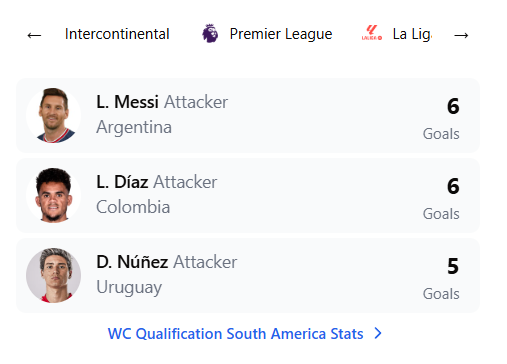 ← Intercontinental Premier League La Lig →
L. Messi Attacker
Argentina
6
Goals
L. Díaz Attacker
Colombia
6
Goals
D. Núñez Attacker
Uruguay
5
Goals
WC Qualification South America Stats >